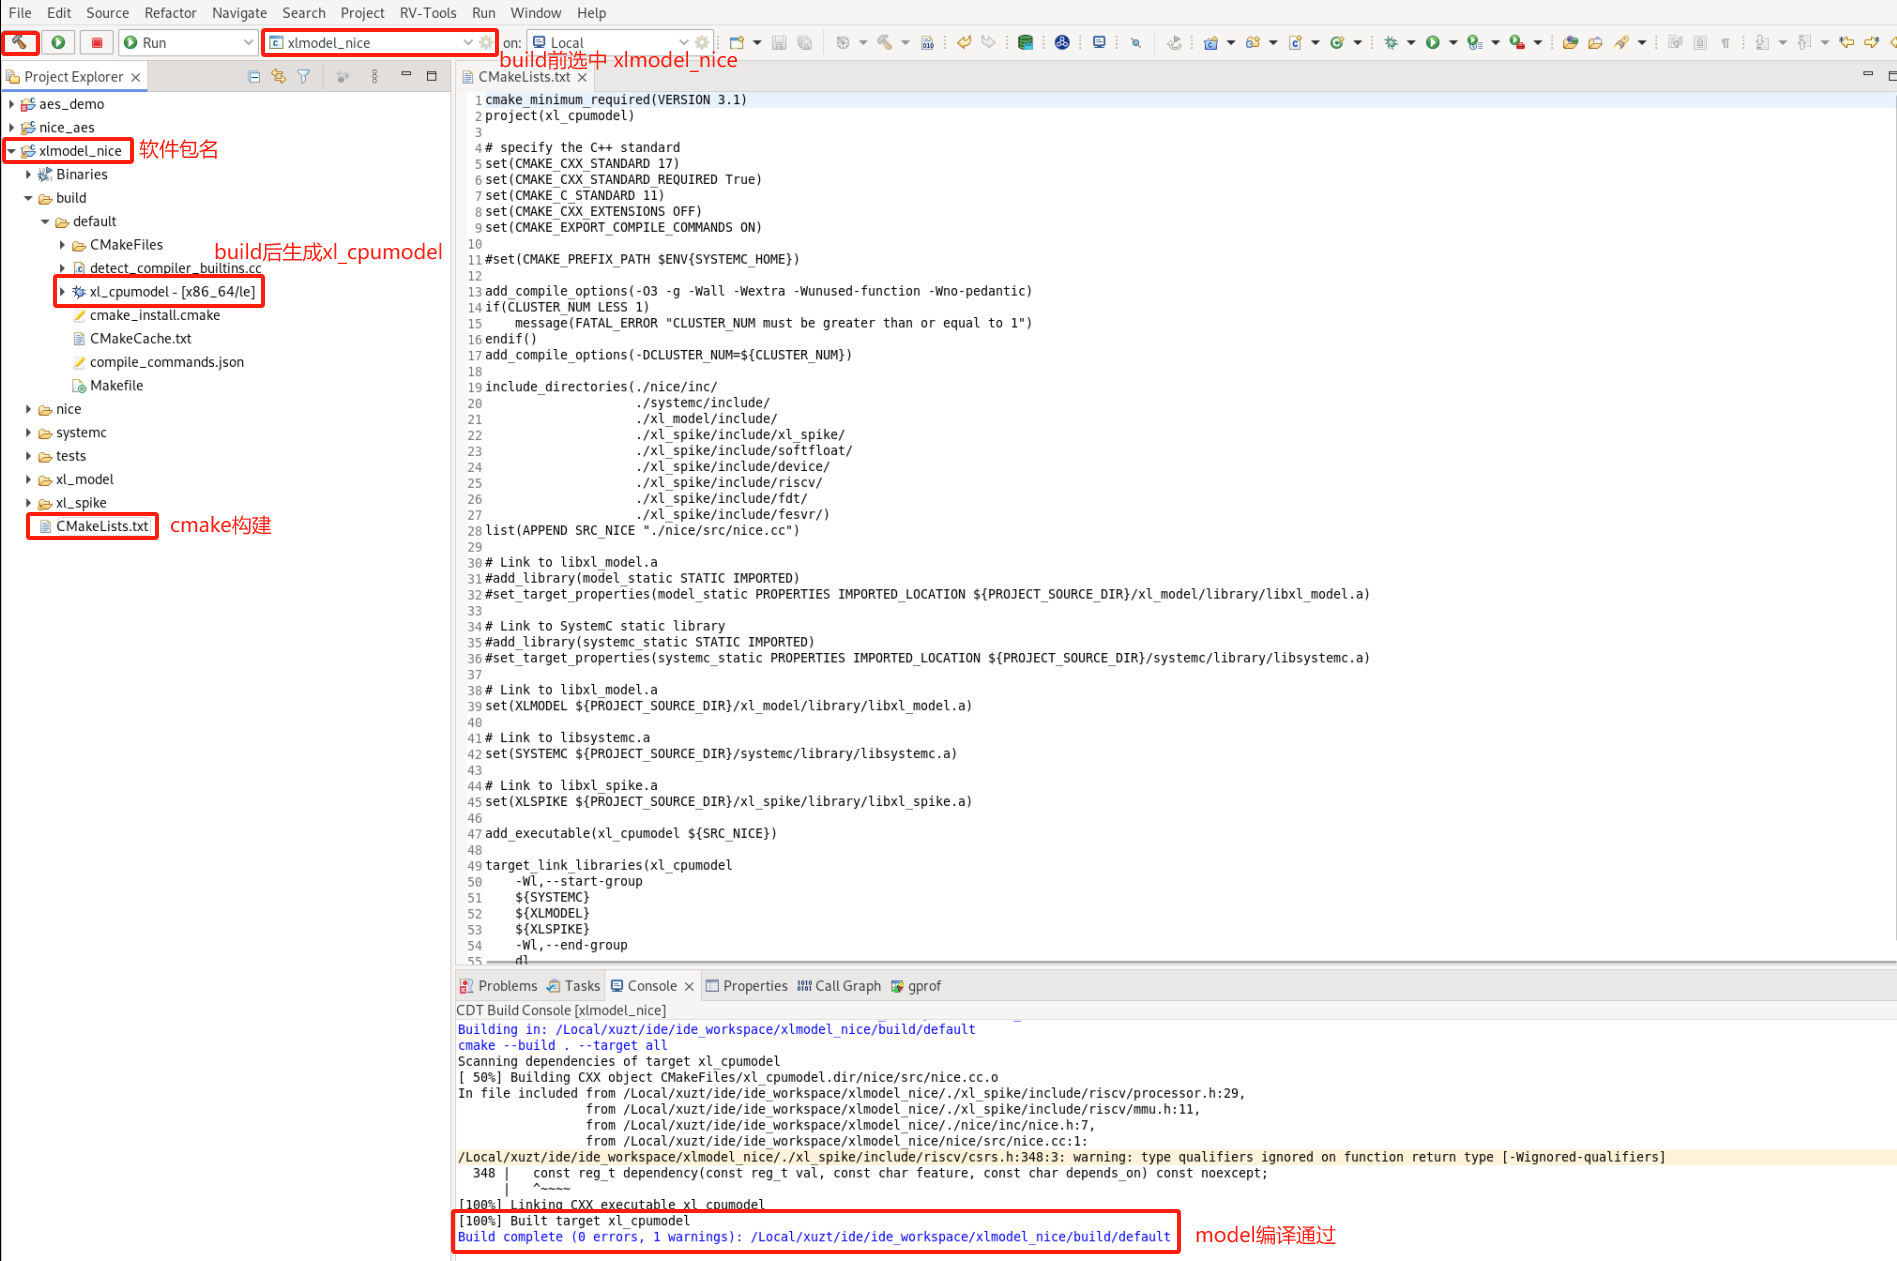 File Edit Source Refactor Navigate Search Project RV-Tools Run Window Help
Run xlmodel_nice on: Local
build前选中 xlmodel_nice
Project Explorer
aes_demo
nice_aes
xlmodel_nice 软件包名
Binaries
build
default
CMakeFiles
build后生成xl_cpumodel
detect_compiler_builtins.cc
xl_cpumodel - [x86_64/le]
cmake_install.cmake
CMakeCache.txt
compile_commands.json
Makefile
nice
systemc
tests
xl_model
xl_spike
CMakeLists.txt cmake构建
CMakeLists.txt
1 cmake_minimum_required(VERSION 3.1)
2 project(xl_cpumodel)
3
4 # specify the C++ standard
5 set(CMAKE_CXX_STANDARD 17)
6 set(CMAKE_CXX_STANDARD_REQUIRED True)
7 set(CMAKE_C_STANDARD 11)
8 set(CMAKE_CXX_EXTENSIONS OFF)
9 set(CMAKE_EXPORT_COMPILE_COMMANDS ON)
10
11 #set(CMAKE_PREFIX_PATH $ENV{SYSTEMC_HOME})
12
13 add_compile_options(-O3 -g -Wall -Wextra -Wunused-function -Wno-pedantic)
14 if(CLUSTER_NUM LESS 1)
15 message(FATAL_ERROR "CLUSTER_NUM must be greater than or equal to 1")
16 endif()
17 add_compile_options(-DCLUSTER_NUM=${CLUSTER_NUM})
18
19 include_directories(./nice/inc/
20 ./systemc/include/
21 ./xl_model/include/
22 ./xl_spike/include/xl_spike/
23 ./xl_spike/include/softfloat/
24 ./xl_spike/include/device/
25 ./xl_spike/include/riscv/
26 ./xl_spike/include/fdt/
27 ./xl_spike/include/fesvr/)
28 list(APPEND SRC_NICE "./nice/src/nice.cc")
29
30 # Link to libxl_model.a
31 #add_library(model_static STATIC IMPORTED)
32 #set_target_properties(model_static PROPERTIES IMPORTED_LOCATION ${PROJECT_SOURCE_DIR}/xl_model/library/libxl_model.a)
33
34 # Link to SystemC static library
35 #add_library(systemc_static STATIC IMPORTED)
36 #set_target_properties(systemc_static PROPERTIES IMPORTED_LOCATION ${PROJECT_SOURCE_DIR}/systemc/library/libsystemc.a)
37
38 # Link to libxl_model.a
39 set(XLMODEL ${PROJECT_SOURCE_DIR}/xl_model/library/libxl_model.a)
40
41 # Link to libsystemc.a
42 set(SYSTEMC ${PROJECT_SOURCE_DIR}/systemc/library/libsystemc.a)
43
44 # Link to libxl_spike.a
45 set(XLSPIKE ${PROJECT_SOURCE_DIR}/xl_spike/library/libxl_spike.a)
46
47 add_executable(xl_cpumodel ${SRC_NICE})
48
49 target_link_libraries(xl_cpumodel
50 -Wl,--start-group
51 ${SYSTEMC}
52 ${XLMODEL}
53 ${XLSPIKE}
54 -Wl,--end-group
55 dl
Problems Tasks Console Properties Call Graph gprof
CDT Build Console [xlmodel_nice]
Building in: /Local/xuzt/ide/ide_workspace/xlmodel_nice/build/default
cmake --build . --target all
Scanning dependencies of target xl_cpumodel
[ 50%] Building CXX object CMakeFiles/xl_cpumodel.dir/nice/src/nice.cc.o
In file included from /Local/xuzt/ide/ide_workspace/xlmodel_nice/./xl_spike/include/riscv/processor.h:29,
from /Local/xuzt/ide/ide_workspace/xlmodel_nice/./xl_spike/include/riscv/mmu.h:11,
from /Local/xuzt/ide/ide_workspace/xlmodel_nice/./nice/inc/nice.h:7,
from /Local/xuzt/ide/ide_workspace/xlmodel_nice/nice/src/nice.cc:1:
/Local/xuzt/ide/ide_workspace/xlmodel_nice/./xl_spike/include/riscv/csrs.h:348:3: warning: type qualifiers ignored on function return type [-Wignored-qualifiers]
348 | const reg_t dependency(const reg_t val, const char feature, const char depends_on) const noexcept;
| ^~~~~
[100%] Linking CXX executable xl_cpumodel
[100%] Built target xl_cpumodel
Build complete (0 errors, 1 warnings): /Local/xuzt/ide/ide_workspace/xlmodel_nice/build/default
model编译通过